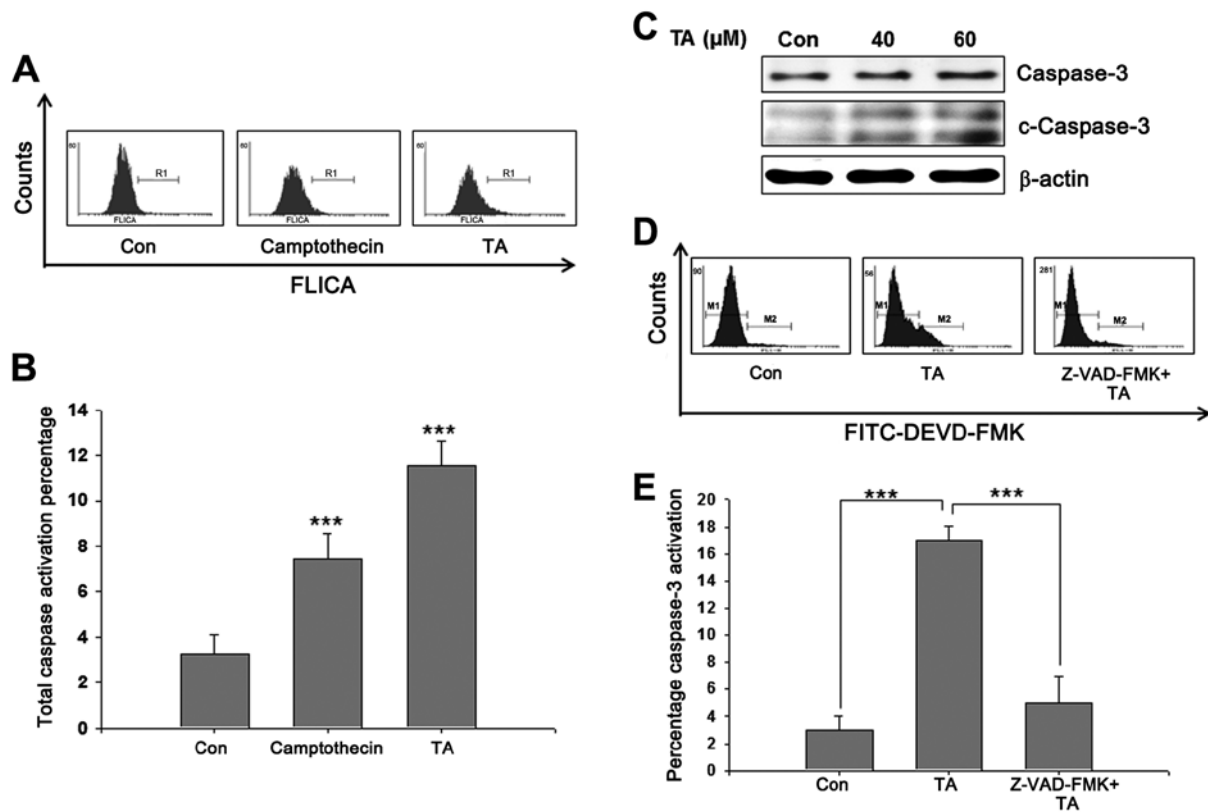 A
Counts
60
R1
FLICA
Con
60
R1
FLICA
Camptothecin
60
R1
FLICA
TA
FLICA
B
Total caspase activation percentage
14
12
10
8
6
4
2
0
***
***
Con
Camptothecin
TA
C
TA (µM) Con 40 60
Caspase-3
c-Caspase-3
β-actin
D
Counts
90
M1
M2
Con
56
M1
M2
TA
281
M1
M2
Z-VAD-FMK+
TA
FITC-DEVD-FMK
E
Percentage caspase-3 activation
20
18
16
14
12
10
8
6
4
2
0
***
***
Con
TA
Z-VAD-FMK+
TA